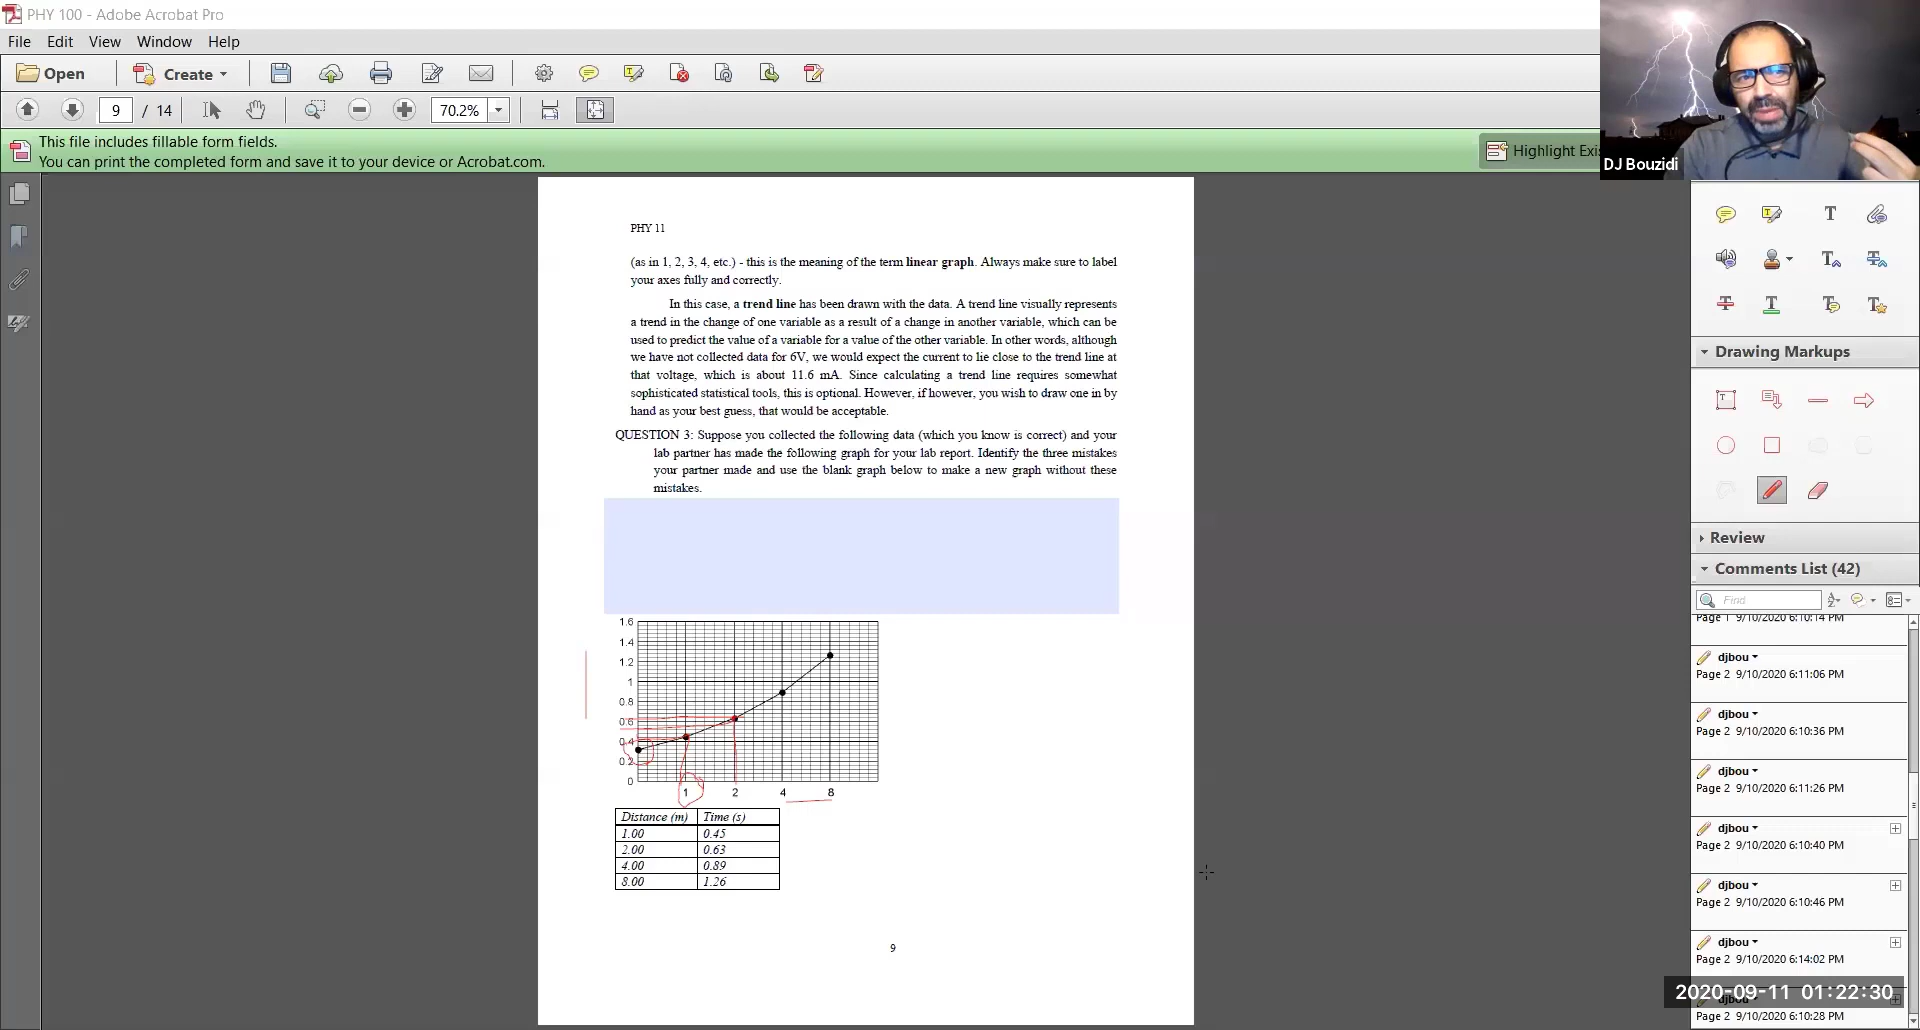 PHY 100 - Adobe Acrobat Pro
File Edit View Window Help
Open Create
9 / 14 70.2%
This file includes fillable form fields.
You can print the completed form and save it to your device or Acrobat.com.
Highlight Exi
DJ Bouzidi
PHY 11
(as in 1, 2, 3, 4, etc.) - this is the meaning of the term linear graph. Always make sure to label
your axes fully and correctly.
In this case, a trend line has been drawn with the data. A trend line visually represents
a trend in the change of one variable as a result of a change in another variable, which can be
used to predict the value of a variable for a value of the other variable. In other words, although
we have not collected data for 6V, we would expect the current to lie close to the trend line at
that voltage, which is about 11.6 mA. Since calculating a trend line requires somewhat
sophisticated statistical tools, this is optional. However, if however, you wish to draw one in by
hand as your best guess, that would be acceptable.
QUESTION 3: Suppose you collected the following data (which you know is correct) and your
lab partner has made the following graph for your lab report. Identify the three mistakes
your partner made and use the blank graph below to make a new graph without these
mistakes.
1.6
1.4
1.2
1
0.8
0.6
0.4
0.2
0
1 2 4 8
Distance (m) Time (s)
1.00 0.45
2.00 0.63
4.00 0.89
8.00 1.26
9
Drawing Markups
Review
Comments List (42)
Find
Page 1 9/10/2020 6:10:14 PM
djbou
Page 2 9/10/2020 6:11:06 PM
djbou
Page 2 9/10/2020 6:10:36 PM
djbou
Page 2 9/10/2020 6:11:26 PM
djbou
Page 2 9/10/2020 6:10:40 PM
djbou
Page 2 9/10/2020 6:10:46 PM
djbou
Page 2 9/10/2020 6:14:02 PM
2020-09-11 01:22:30
djbou
Page 2 9/10/2020 6:10:28 PM